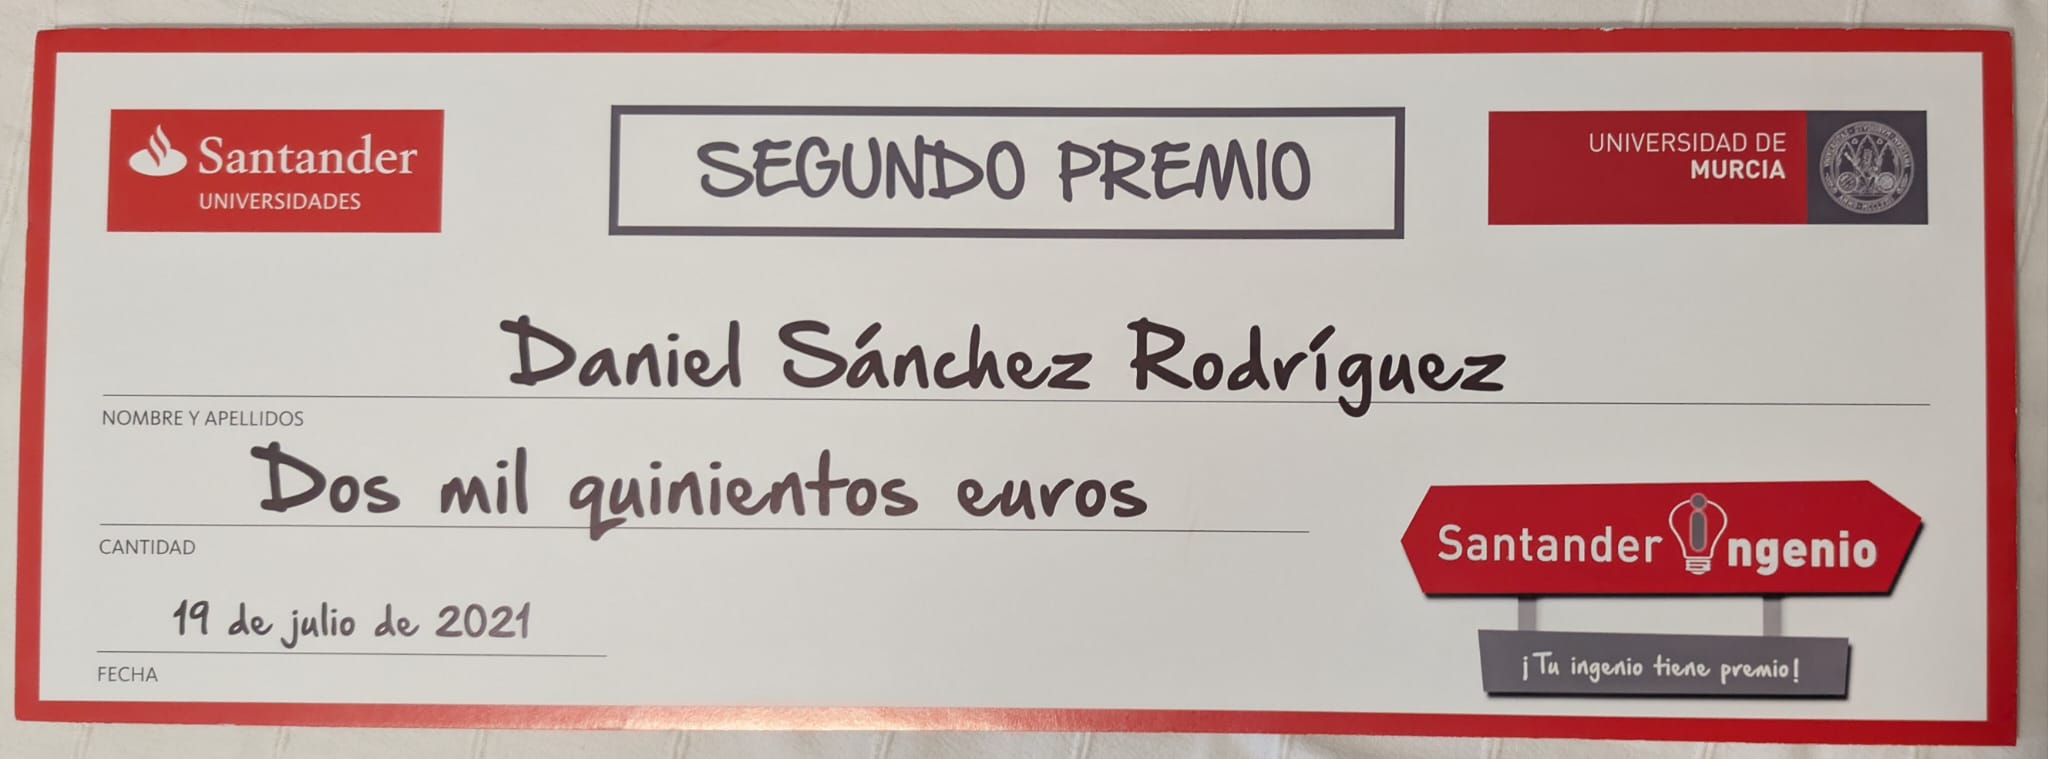 Santander
UNIVERSIDADES
SEGUNDO PREMIO
UNIVERSIDAD DE
MURCIA
Daniel Sánchez Rodríguez
NOMBRE Y APELLIDOS
Dos mil quinientos euros
CANTIDAD
19 de julio de 2021
FECHA
Santander ingenio
¡Tu ingenio tiene premio!